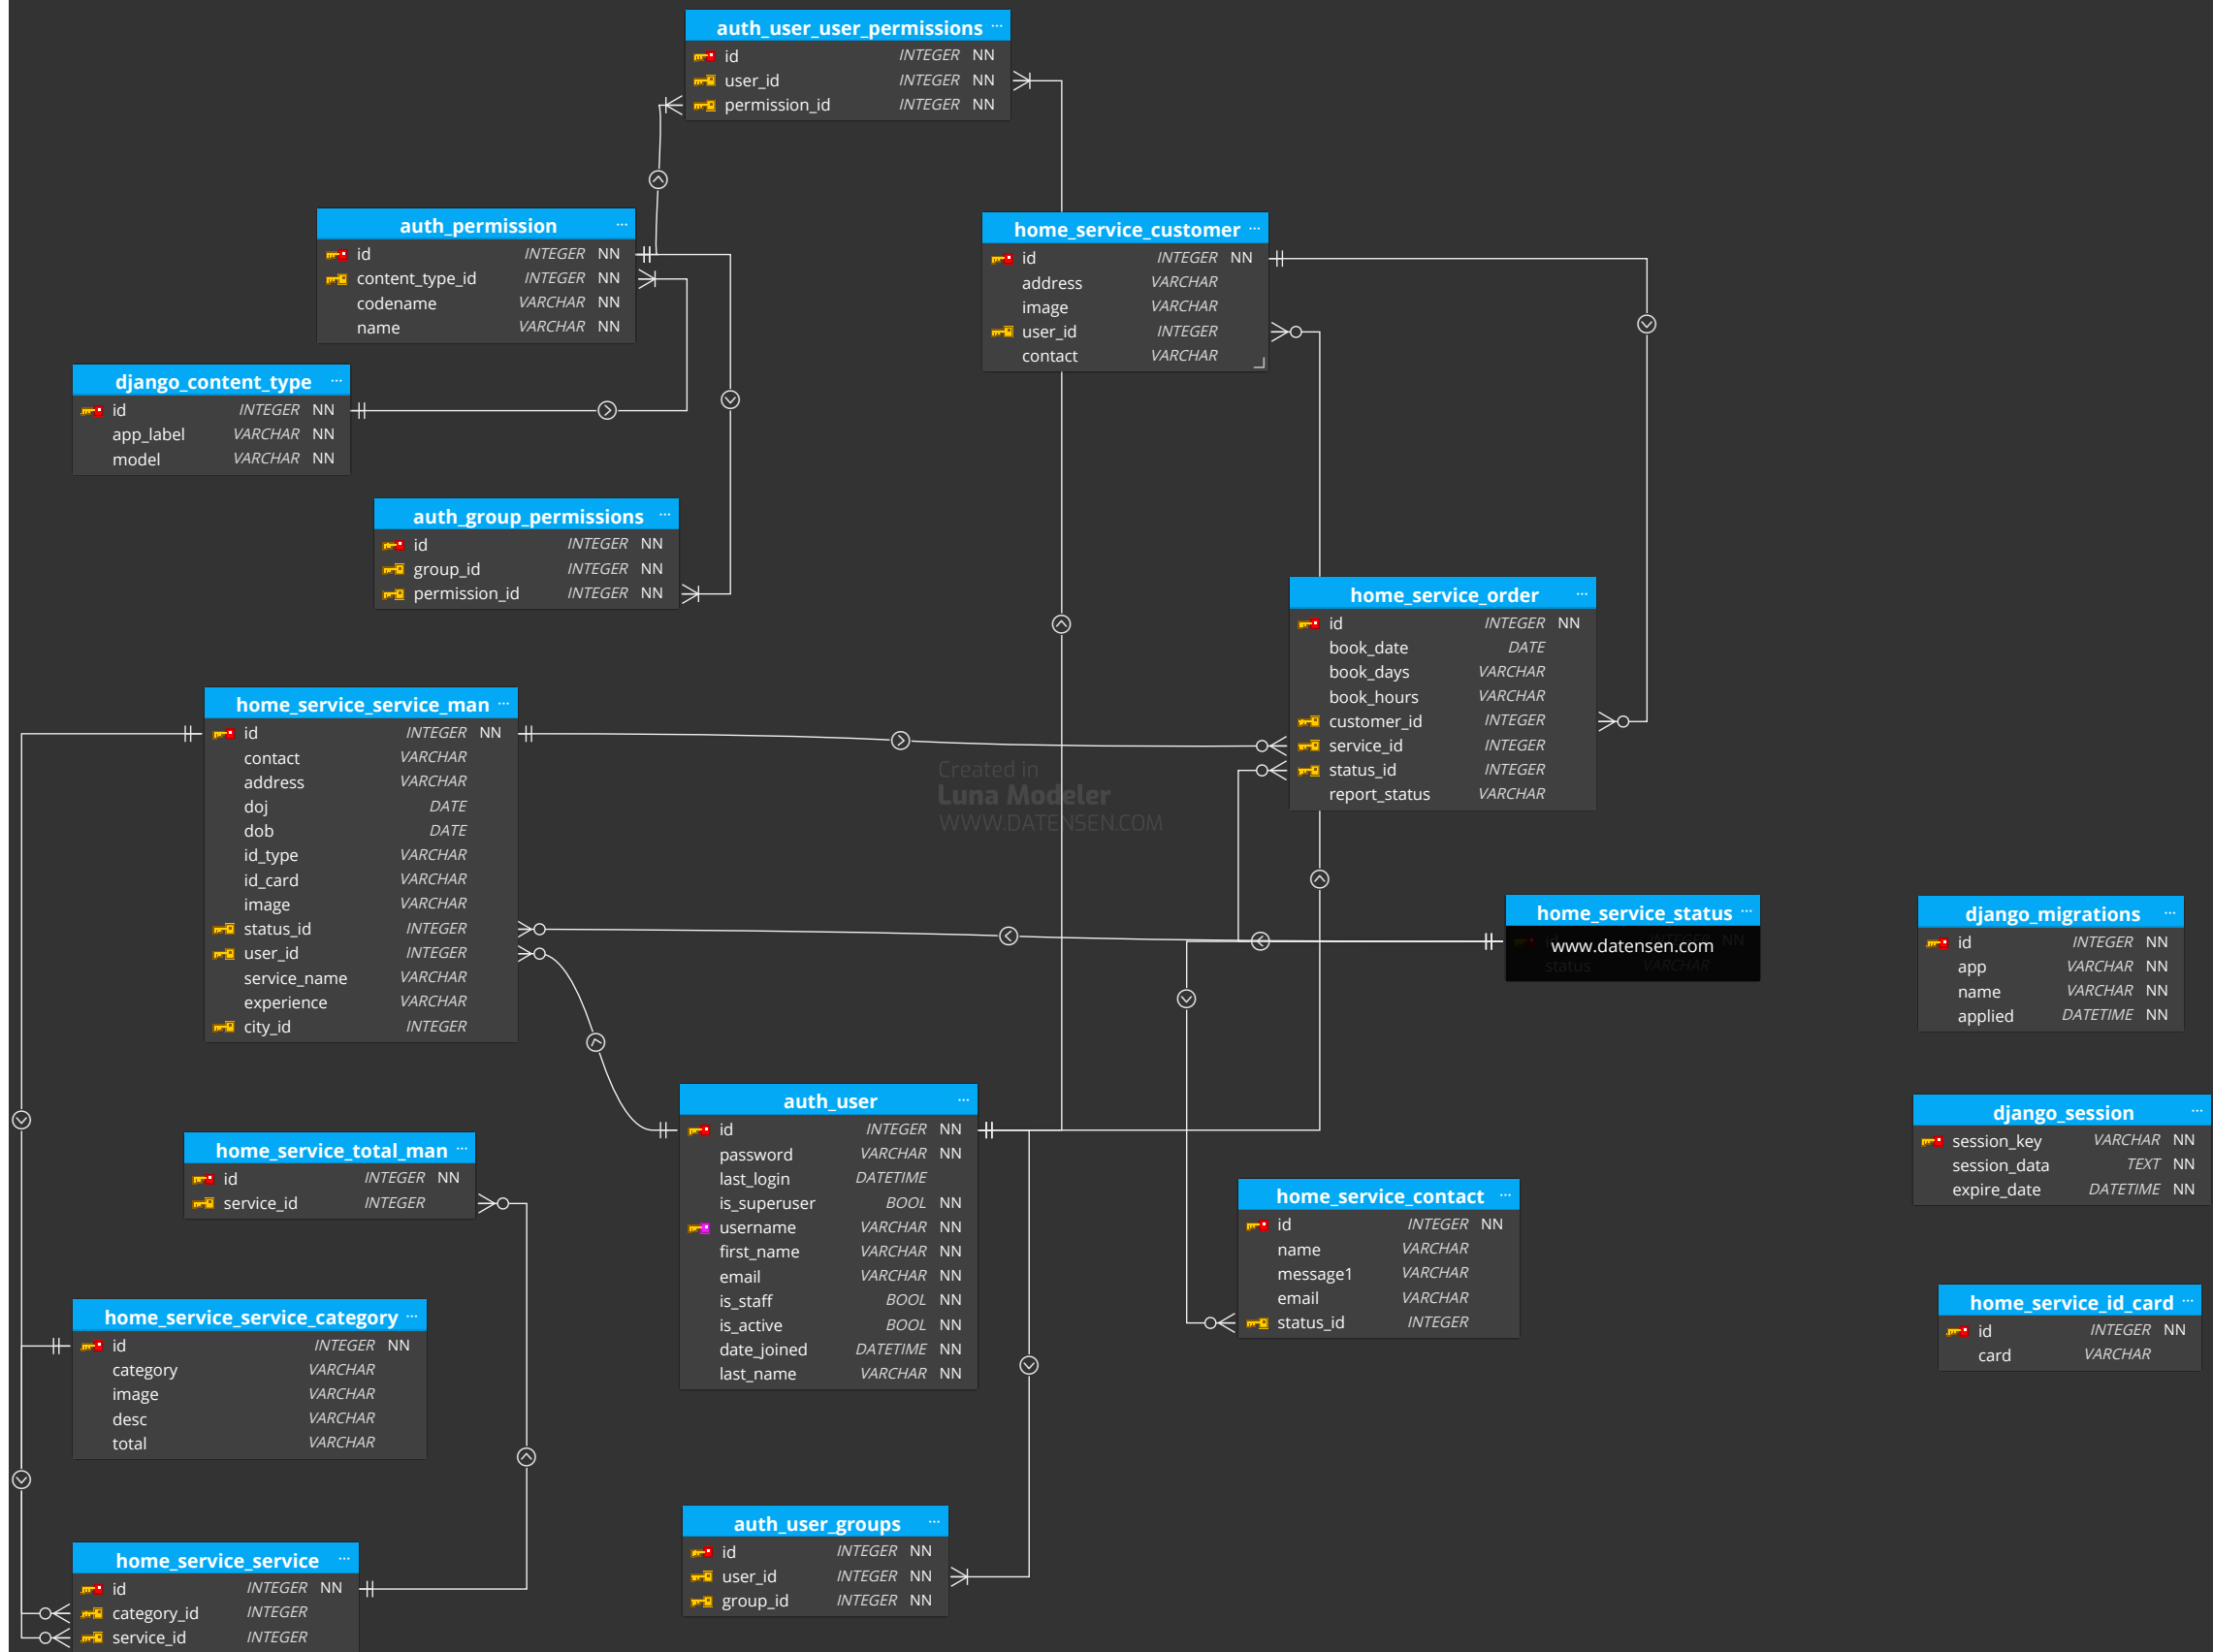 auth_user_user_permissions ...
id INTEGER NN
user_id INTEGER NN
permission_id INTEGER NN
auth_permission ...
id INTEGER NN
content_type_id INTEGER NN
codename VARCHAR NN
name VARCHAR NN
home_service_customer ...
id INTEGER NN
address VARCHAR
image VARCHAR
user_id INTEGER
contact VARCHAR
django_content_type ...
id INTEGER NN
app_label VARCHAR NN
model VARCHAR NN
auth_group_permissions ...
id INTEGER NN
group_id INTEGER NN
permission_id INTEGER NN
home_service_order ...
id INTEGER NN
book_date DATE
book_days VARCHAR
book_hours VARCHAR
customer_id INTEGER
service_id INTEGER
status_id INTEGER
report_status VARCHAR
home_service_service_man ...
id INTEGER NN
contact VARCHAR
address VARCHAR
doj DATE
dob DATE
id_type VARCHAR
id_card VARCHAR
image VARCHAR
status_id INTEGER
user_id INTEGER
service_name VARCHAR
experience VARCHAR
city_id INTEGER
Created in
Luna Modeler
WWW.DATENSEN.COM
home_service_status ...
id INTEGER NN
www.datensen.com
status VARCHAR
django_migrations ...
id INTEGER NN
app VARCHAR NN
name VARCHAR NN
applied DATETIME NN
auth_user ...
id INTEGER NN
password VARCHAR NN
last_login DATETIME
is_superuser BOOL NN
username VARCHAR NN
first_name VARCHAR NN
email VARCHAR NN
is_staff BOOL NN
is_active BOOL NN
date_joined DATETIME NN
last_name VARCHAR NN
django_session ...
session_key VARCHAR NN
session_data TEXT NN
expire_date DATETIME NN
home_service_total_man ...
id INTEGER NN
service_id INTEGER
home_service_contact ...
id INTEGER NN
name VARCHAR
message1 VARCHAR
email VARCHAR
status_id INTEGER
home_service_id_card ...
id INTEGER NN
card VARCHAR
home_service_service_category ...
id INTEGER NN
category VARCHAR
image VARCHAR
desc VARCHAR
total VARCHAR
auth_user_groups ...
id INTEGER NN
user_id INTEGER NN
group_id INTEGER NN
home_service_service ...
id INTEGER NN
category_id INTEGER
service_id INTEGER